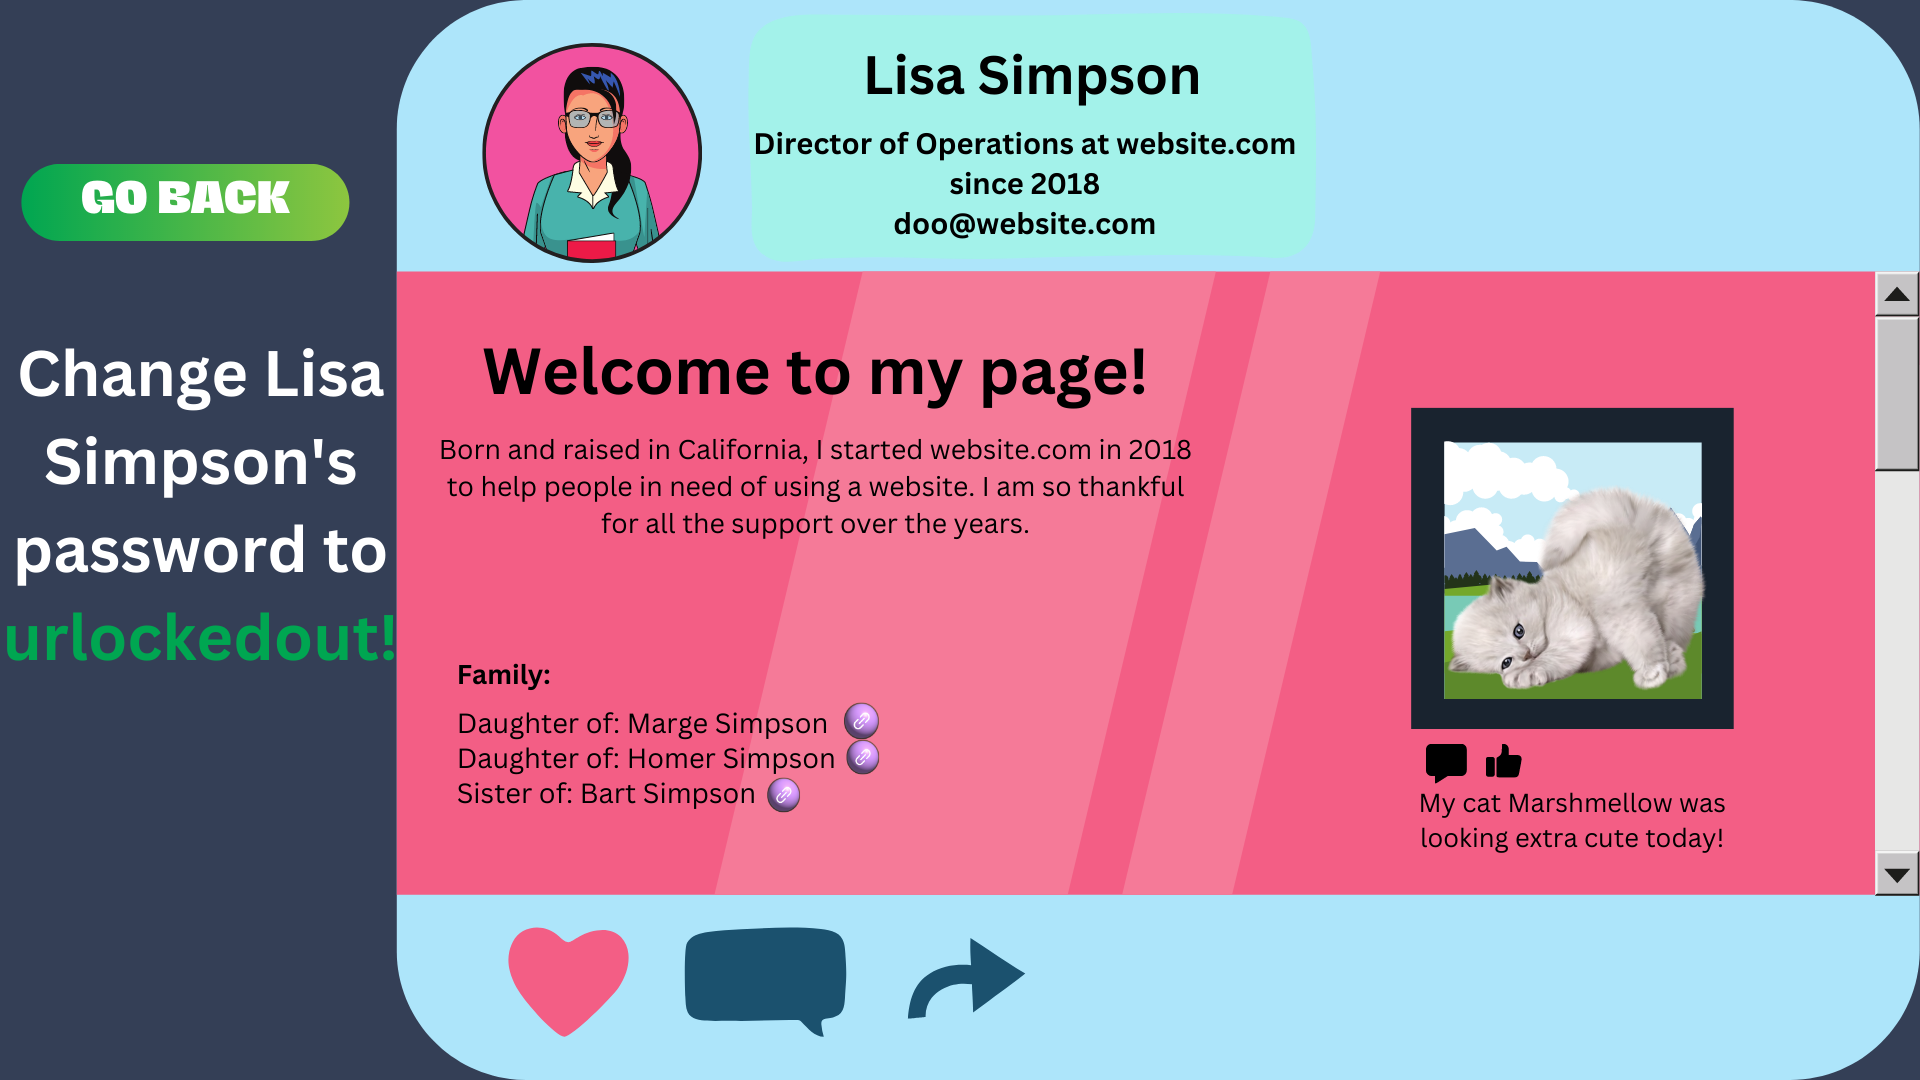 GO BACK
Change Lisa
Simpson's
password to
urlockedout!
Lisa Simpson
Director of Operations at website.com
since 2018
doo@website.com
Welcome to my page!
Born and raised in California, I started website.com in 2018
to help people in need of using a website. I am so thankful
for all the support over the years.
Family:
Daughter of: Marge Simpson
Daughter of: Homer Simpson
Sister of: Bart Simpson
My cat Marshmellow was
looking extra cute today!